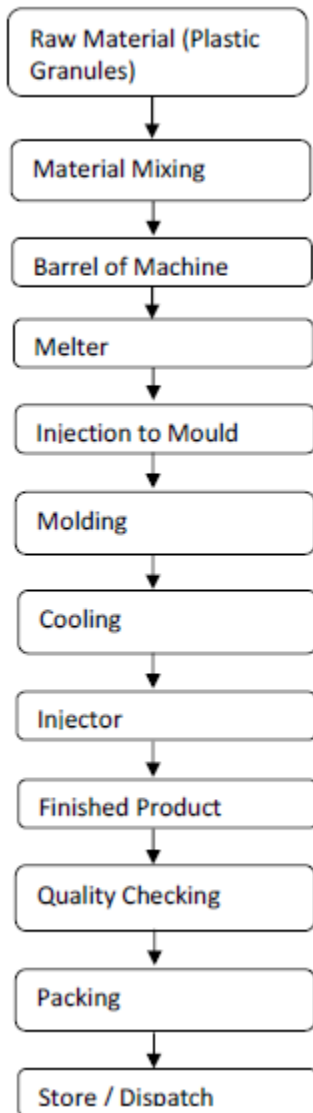 Raw Material (Plastic
Granules)
Material Mixing
Barrel of Machine
Melter
Injection to Mould
Molding
Cooling
Injector
Finished Product
Quality Checking
Packing
Store / Dispatch